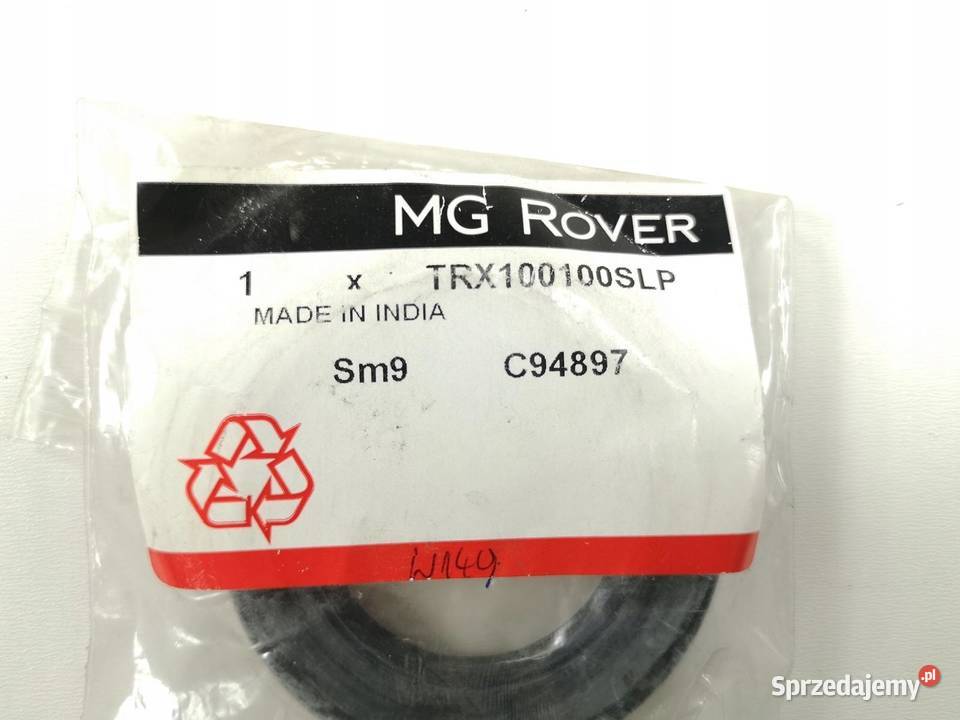 MG ROVER
1 x TRX100100SLP
MADE IN INDIA
Sm9 C94897
W149
Sprzedajemy.pl